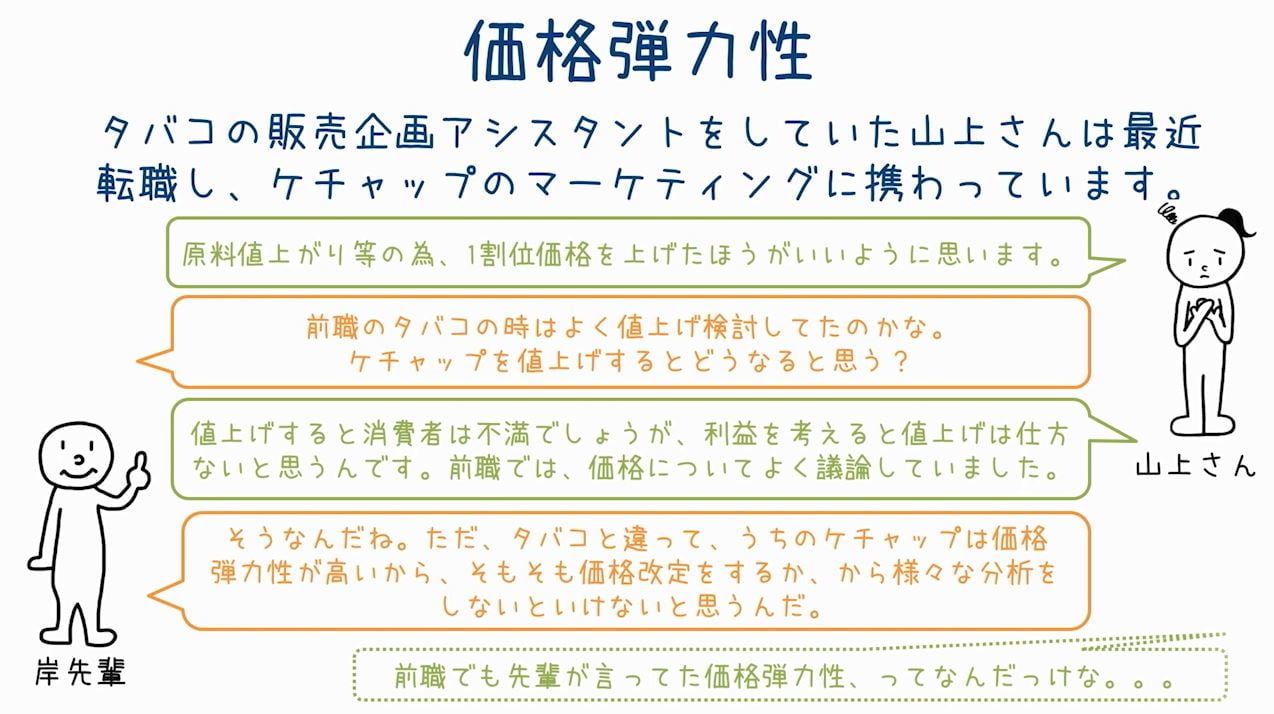 価格弾力性
タバコの販売企画アシスタントをしていた山上さんは最近
転職し、ケチャップのマーケティングに携わっています。
原料値上がり等の為、1割位価格を上げたほうがいいように思います。
前職のタバコの時はよく値上げ検討してたのかな。
ケチャップを値上げするとどうなると思う？
値上げすると消費者は不満でしょうが、利益を考えると値上げは仕方
ないと思うんです。前職では、価格についてよく議論していました。
山上さん
そうなんだね。ただ、タバコと違って、うちのケチャップは価格
弾力性が高いから、そもそも価格改定をするか、から様々な分析を
しないといけないと思うんだ。
岸先輩
前職でも先輩が言ってた価格弾力性、ってなんだっけな。。。